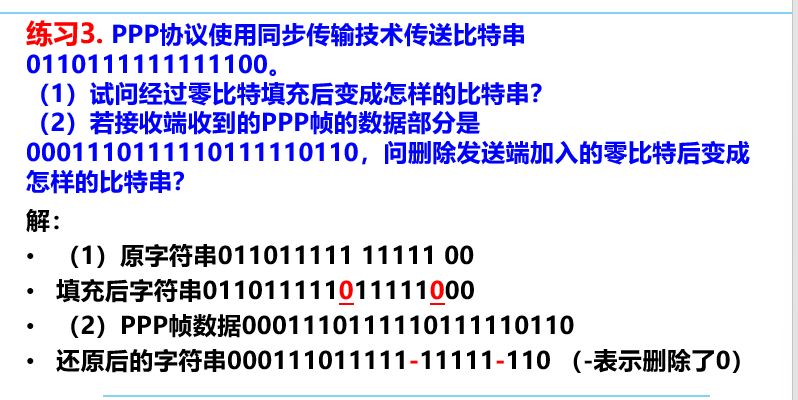 练习3. PPP协议使用同步传输技术传送比特串
0110111111111100。
（1）试问经过零比特填充后变成怎样的比特串？
（2）若接收端收到的PPP帧的数据部分是
0001110111110111110110，问删除发送端加入的零比特后变成
怎样的比特串？
解：
• （1）原字符串011011111 11111 00
• 填充后字符串011011111011111000
• （2）PPP帧数据0001110111110111110110
• 还原后的字符串000111011111-11111-110 （-表示删除了0）